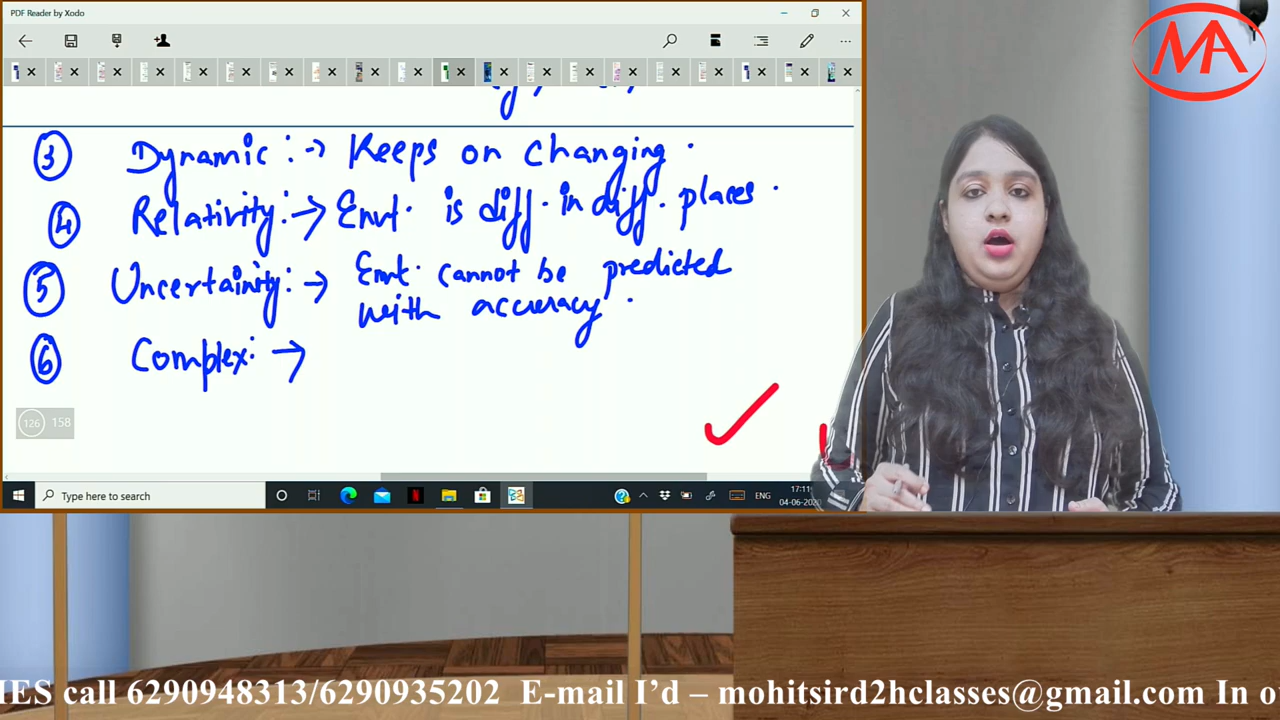 PDF Reader by Xodo
MA
③ Dynamic :-> Keeps on changing.
④ Relativity :-> Envt. is diff. in diff. places.
⑤ Uncertainity :-> Envt. cannot be predicted
with accuracy.
⑥ Complex: ->
126 158
Type here to search
ENG
17:11
04-06-20
IES call 6290948313/6290935202 E-mail I’d – mohitsird2hclasses@gmail.com In o